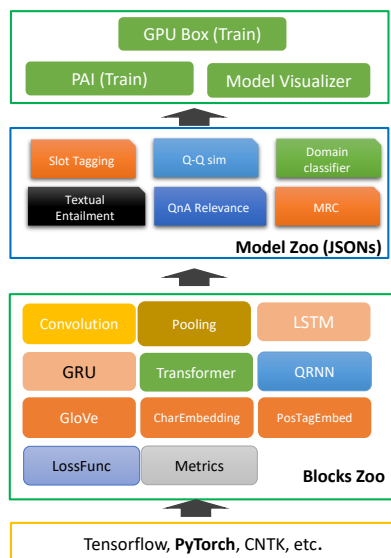 GPU Box (Train)
PAI (Train)
Model Visualizer
Slot Tagging
Q-Q sim
Domain
classifier
Textual
Entailment
QnA Relevance
MRC
Model Zoo (JSONs)
Convolution
Pooling
LSTM
GRU
Transformer
QRNN
GloVe
CharEmbedding
PosTagEmbed
LossFunc
Metrics
Blocks Zoo
Tensorflow, PyTorch, CNTK, etc.